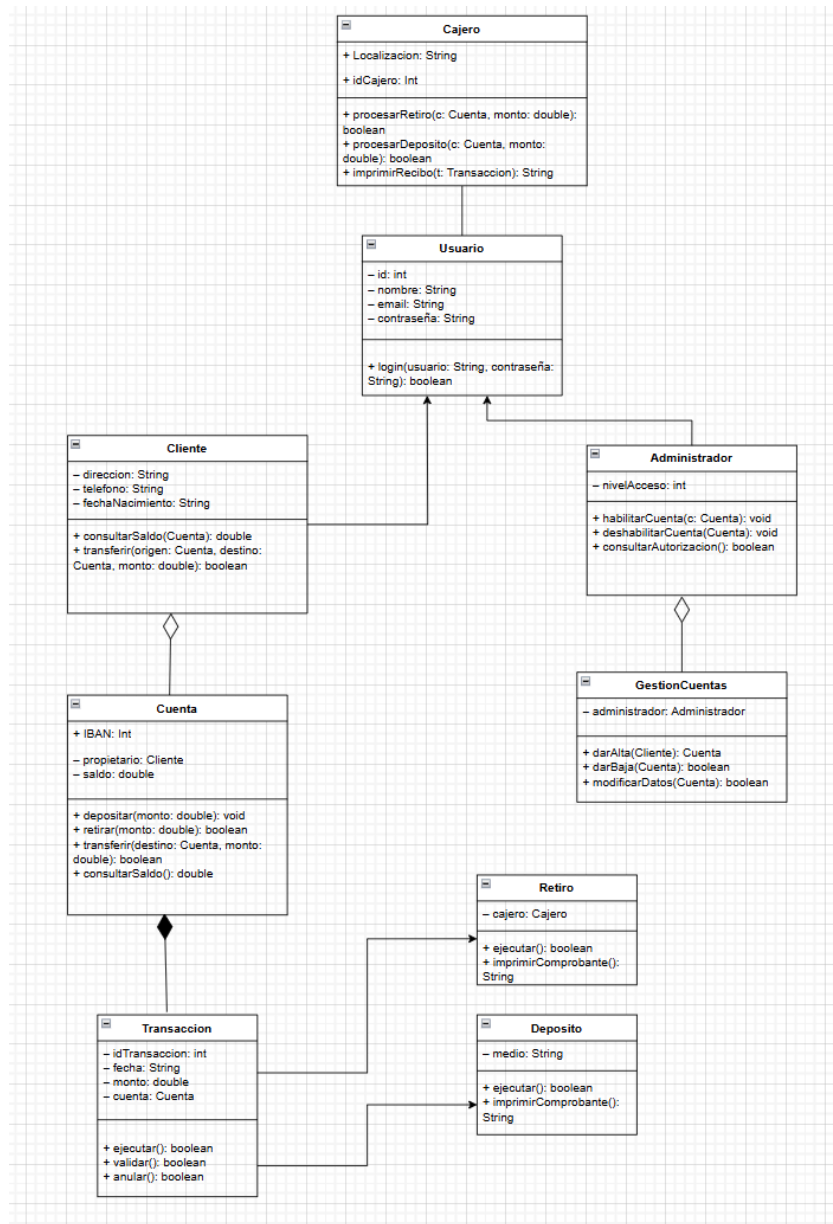 Cajero
+ Localizacion: String
+ idCajero: Int
+ procesarRetiro(c: Cuenta, monto: double):
boolean
+ procesarDeposito(c: Cuenta, monto:
double): boolean
+ imprimirRecibo(t: Transaccion): String
Usuario
– id: int
– nombre: String
– email: String
– contraseña: String
+ login(usuario: String, contraseña:
String): boolean
Cliente
– direccion: String
– telefono: String
– fechaNacimiento: String
+ consultarSaldo(Cuenta): double
+ transferir(origen: Cuenta, destino:
Cuenta, monto: double): boolean
Administrador
– nivelAcceso: int
+ habilitarCuenta(c: Cuenta): void
+ deshabilitarCuenta(Cuenta): void
+ consultarAutorizacion(): boolean
Cuenta
+ IBAN: Int
– propietario: Cliente
– saldo: double
+ depositar(monto: double): void
+ retirar(monto: double): boolean
+ transferir(destino: Cuenta, monto:
double): boolean
+ consultarSaldo(): double
GestionCuentas
– administrador: Administrador
+ darAlta(Cliente): Cuenta
+ darBaja(Cuenta): boolean
+ modificarDatos(Cuenta): boolean
Retiro
– cajero: Cajero
+ ejecutar(): boolean
+ imprimirComprobante():
String
Transaccion
– idTransaccion: int
– fecha: String
– monto: double
– cuenta: Cuenta
+ ejecutar(): boolean
+ validar(): boolean
+ anular(): boolean
Deposito
– medio: String
+ ejecutar(): boolean
+ imprimirComprobante():
String